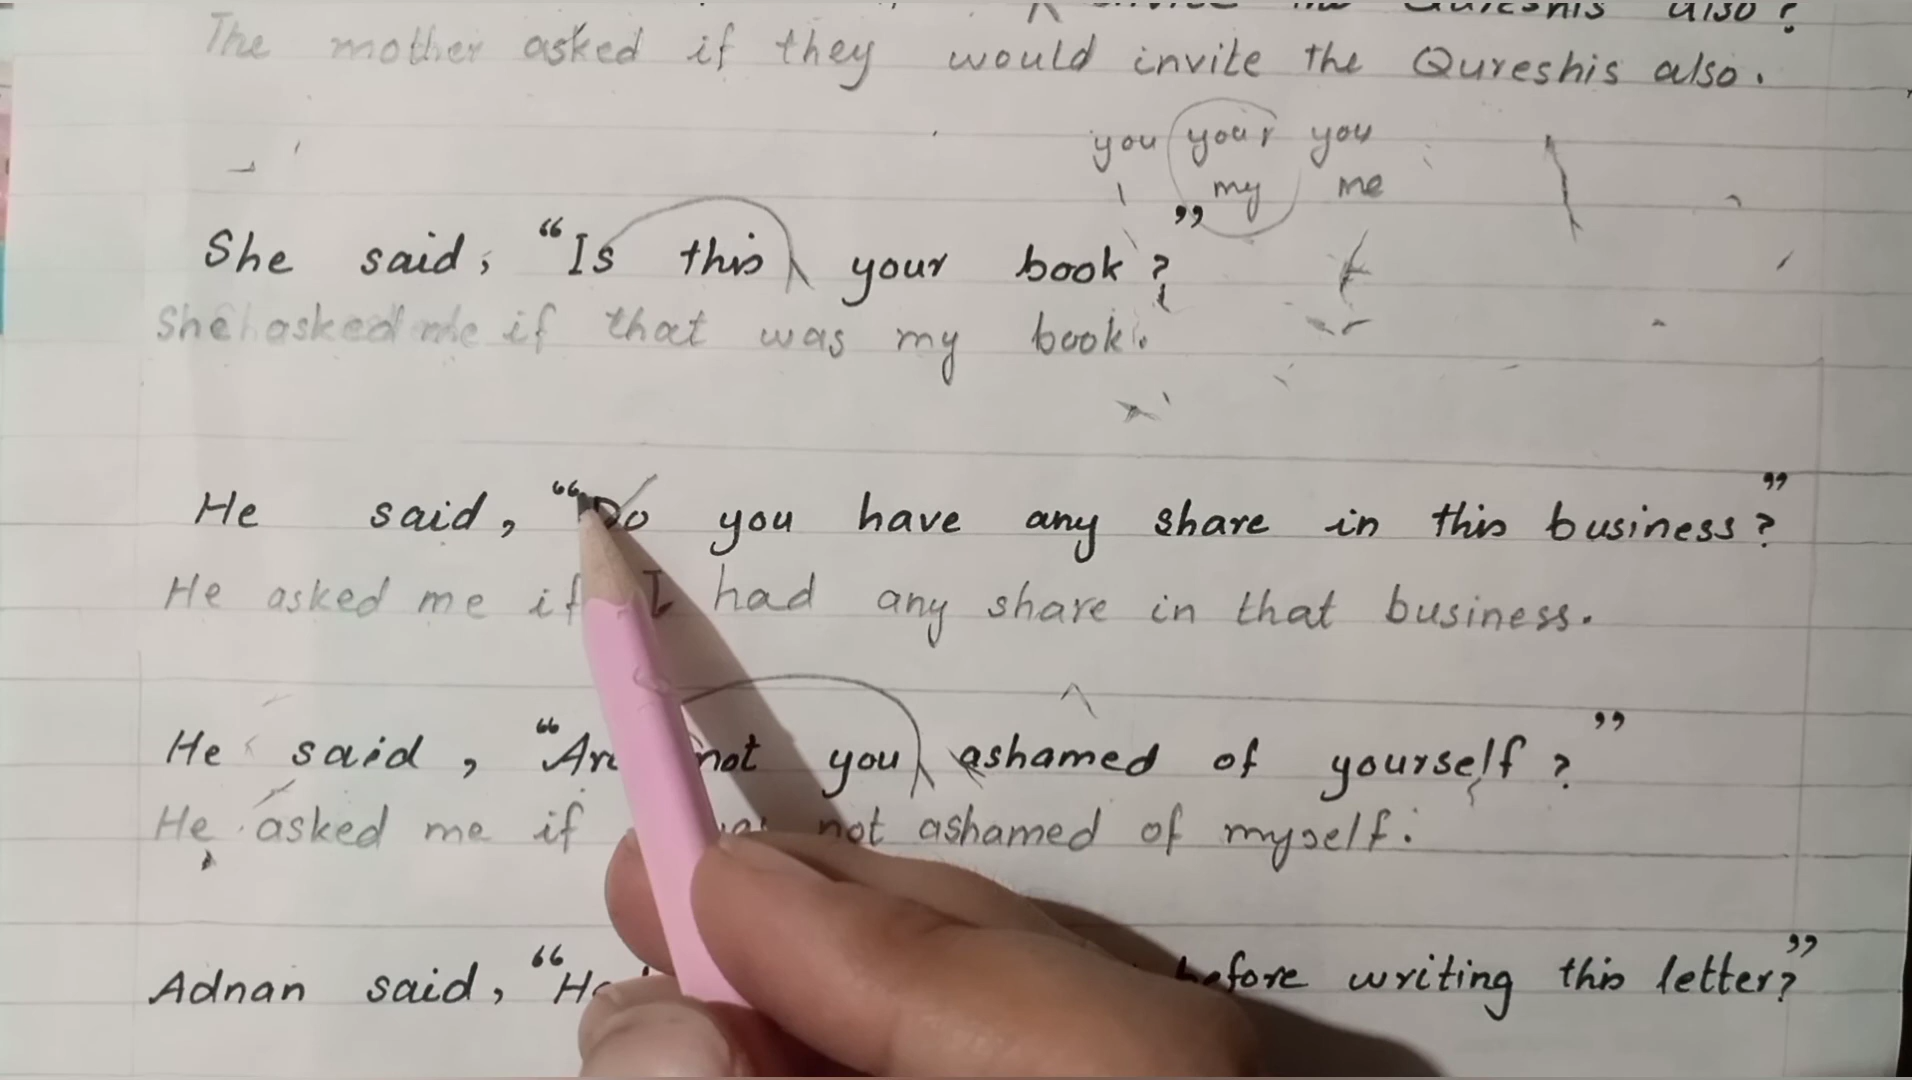 also?
The mother asked if they would invite the Qureshis also.
you your you
I my me
She said, "Is this your book?"
She asked me if that was my book.
He said, "Do you have any share in this business?"
He asked me if I had any share in that business.
He said, "Are not you ashamed of yourself?"
He asked me if not ashamed of myself.
Adnan said, " before writing this letter?"